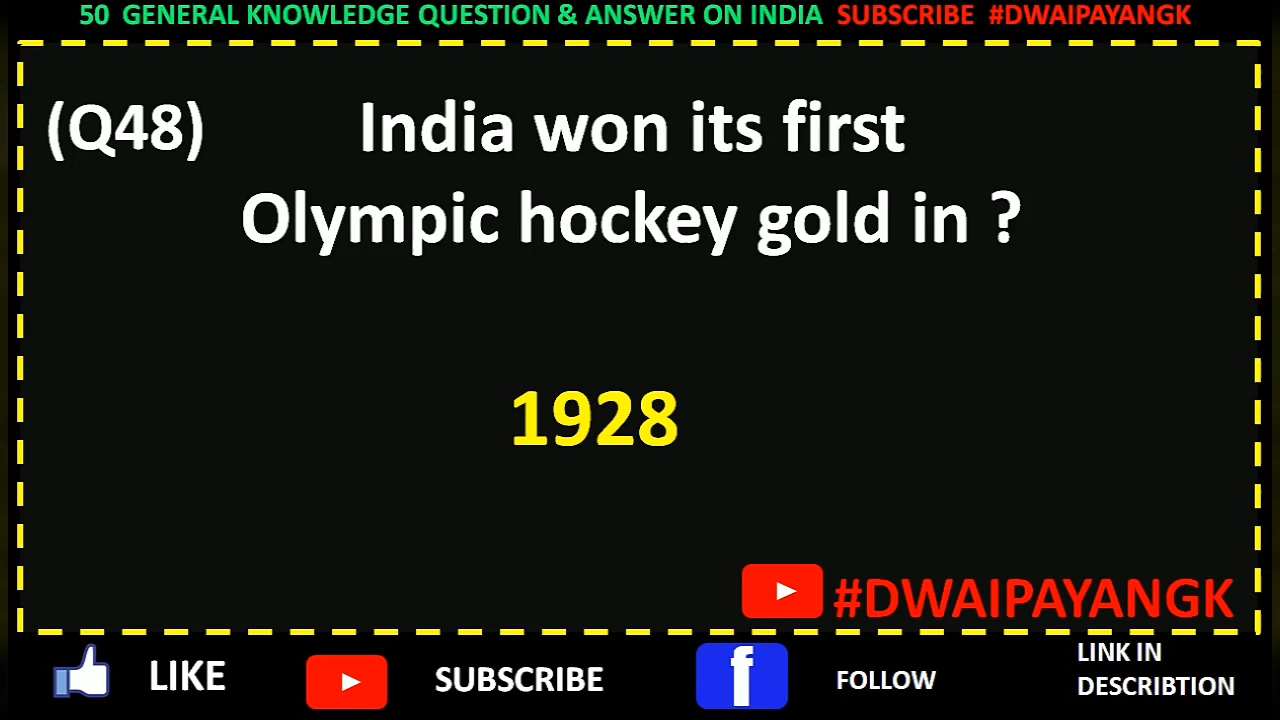 50 GENERAL KNOWLEDGE QUESTION & ANSWER ON INDIA SUBSCRIBE #DWAIPAYANGK
(Q48) India won its first
Olympic hockey gold in ?
1928
#DWAIPAYANGK
LIKE SUBSCRIBE f FOLLOW LINK IN
DESCRIBTION